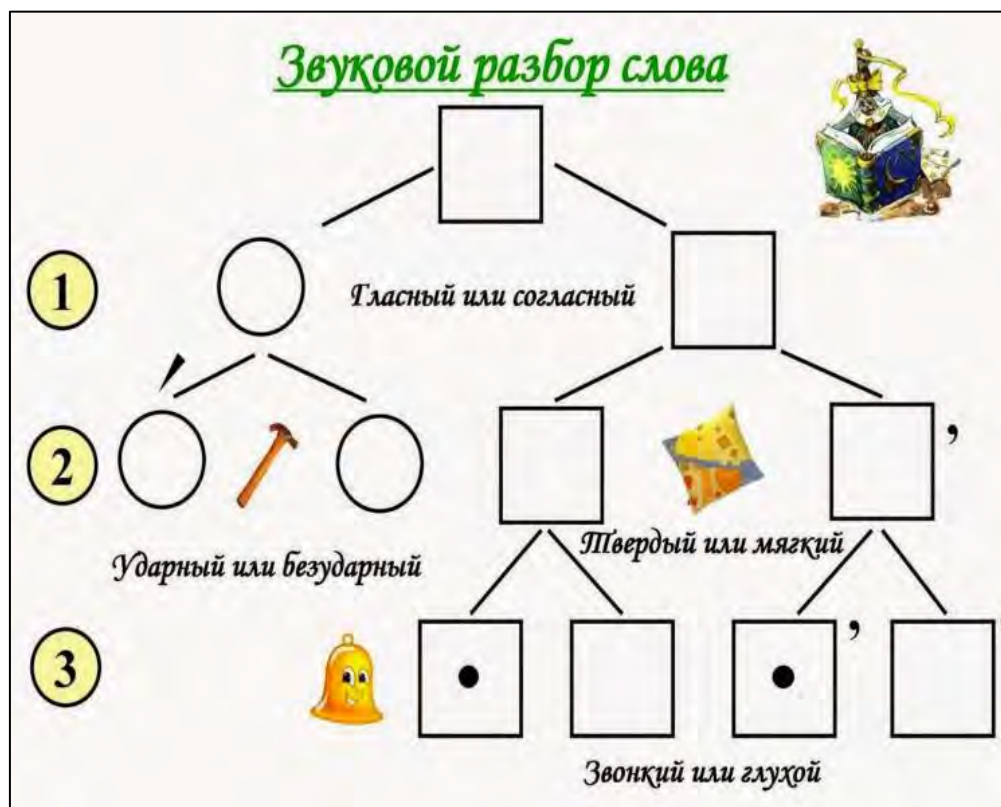 Звуковой разбор слова
1
Гласный или согласный
2
,
Твердый или мягкий
Ударный или безударный
3
,
Звонкий или глухой